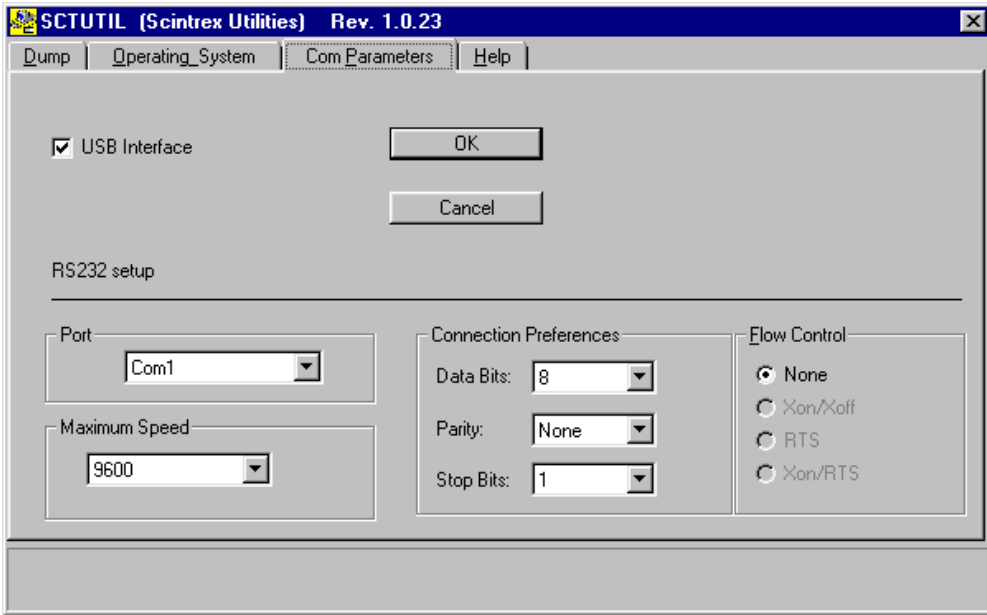 SCTUTIL (Scintrex Utilities) Rev. 1.0.23
Dump Operating_System Com Parameters Help
USB Interface
OK
Cancel
RS232 setup
Port
Com1
Maximum Speed
9600
Connection Preferences
Data Bits: 8
Parity: None
Stop Bits: 1
Flow Control
None
Xon/Xoff
RTS
Xon/RTS